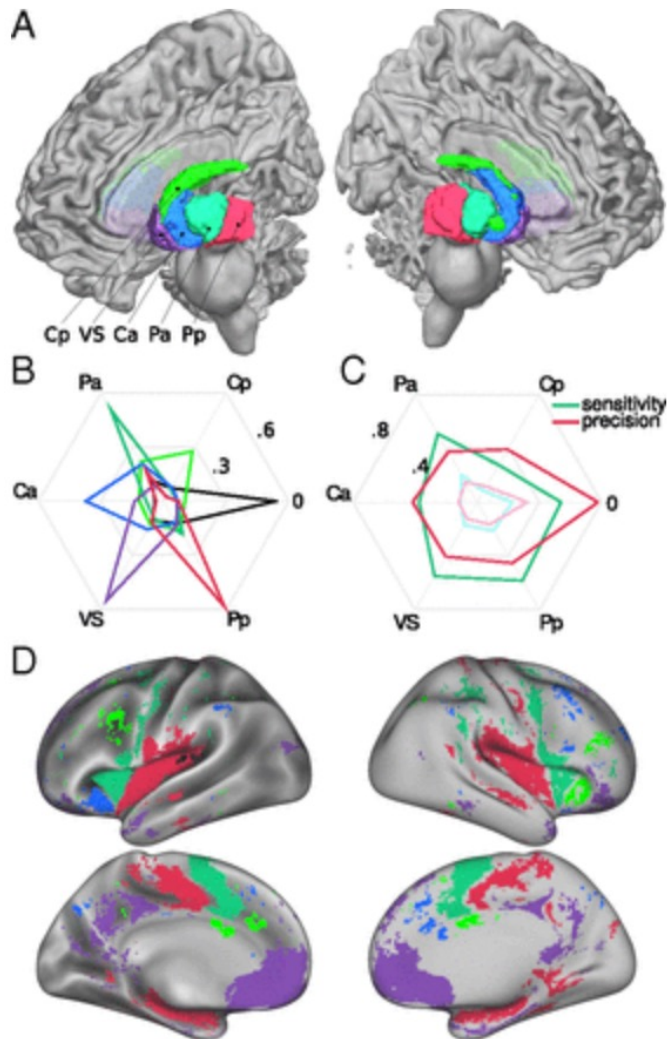 A
Cp VS Ca Pa Pp
B
C
Pa Cp
Pa Cp
sensitivity
precision
.6
.8
.3
.4
Ca 0
Ca 0
VS Pp
VS Pp
D